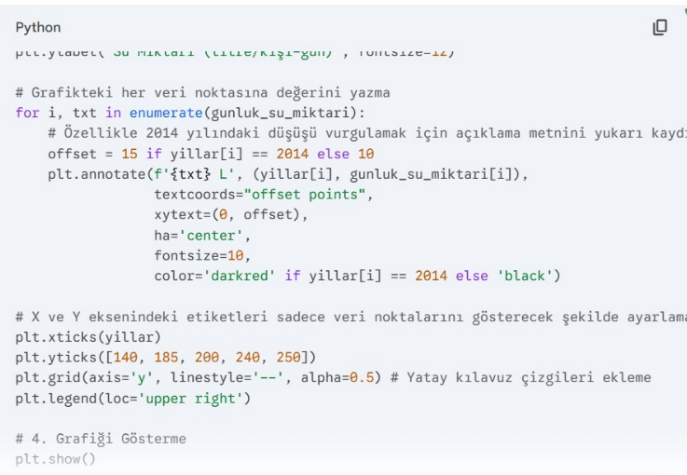 Python
plt.ylabel('Su Miktarı (litre/kişi-gün)', fontsize=12)
# Grafikteki her veri noktasına değerini yazma
for i, txt in enumerate(gunluk_su_miktari):
    # Özellikle 2014 yılındaki düşüşü vurgulamak için açıklama metnini yukarı kaydı
    offset = 15 if yillar[i] == 2014 else 10
    plt.annotate(f'{txt} L', (yillar[i], gunluk_su_miktari[i]),
                 textcoords="offset points",
                 xytext=(0, offset),
                 ha='center',
                 fontsize=10,
                 color='darkred' if yillar[i] == 2014 else 'black')
# X ve Y eksenindeki etiketleri sadece veri noktalarını gösterecek şekilde ayarlama
plt.xticks(yillar)
plt.yticks([140, 185, 200, 240, 250])
plt.grid(axis='y', linestyle='--', alpha=0.5) # Yatay kılavuz çizgileri ekleme
plt.legend(loc='upper right')
# 4. Grafiği Gösterme
plt.show()